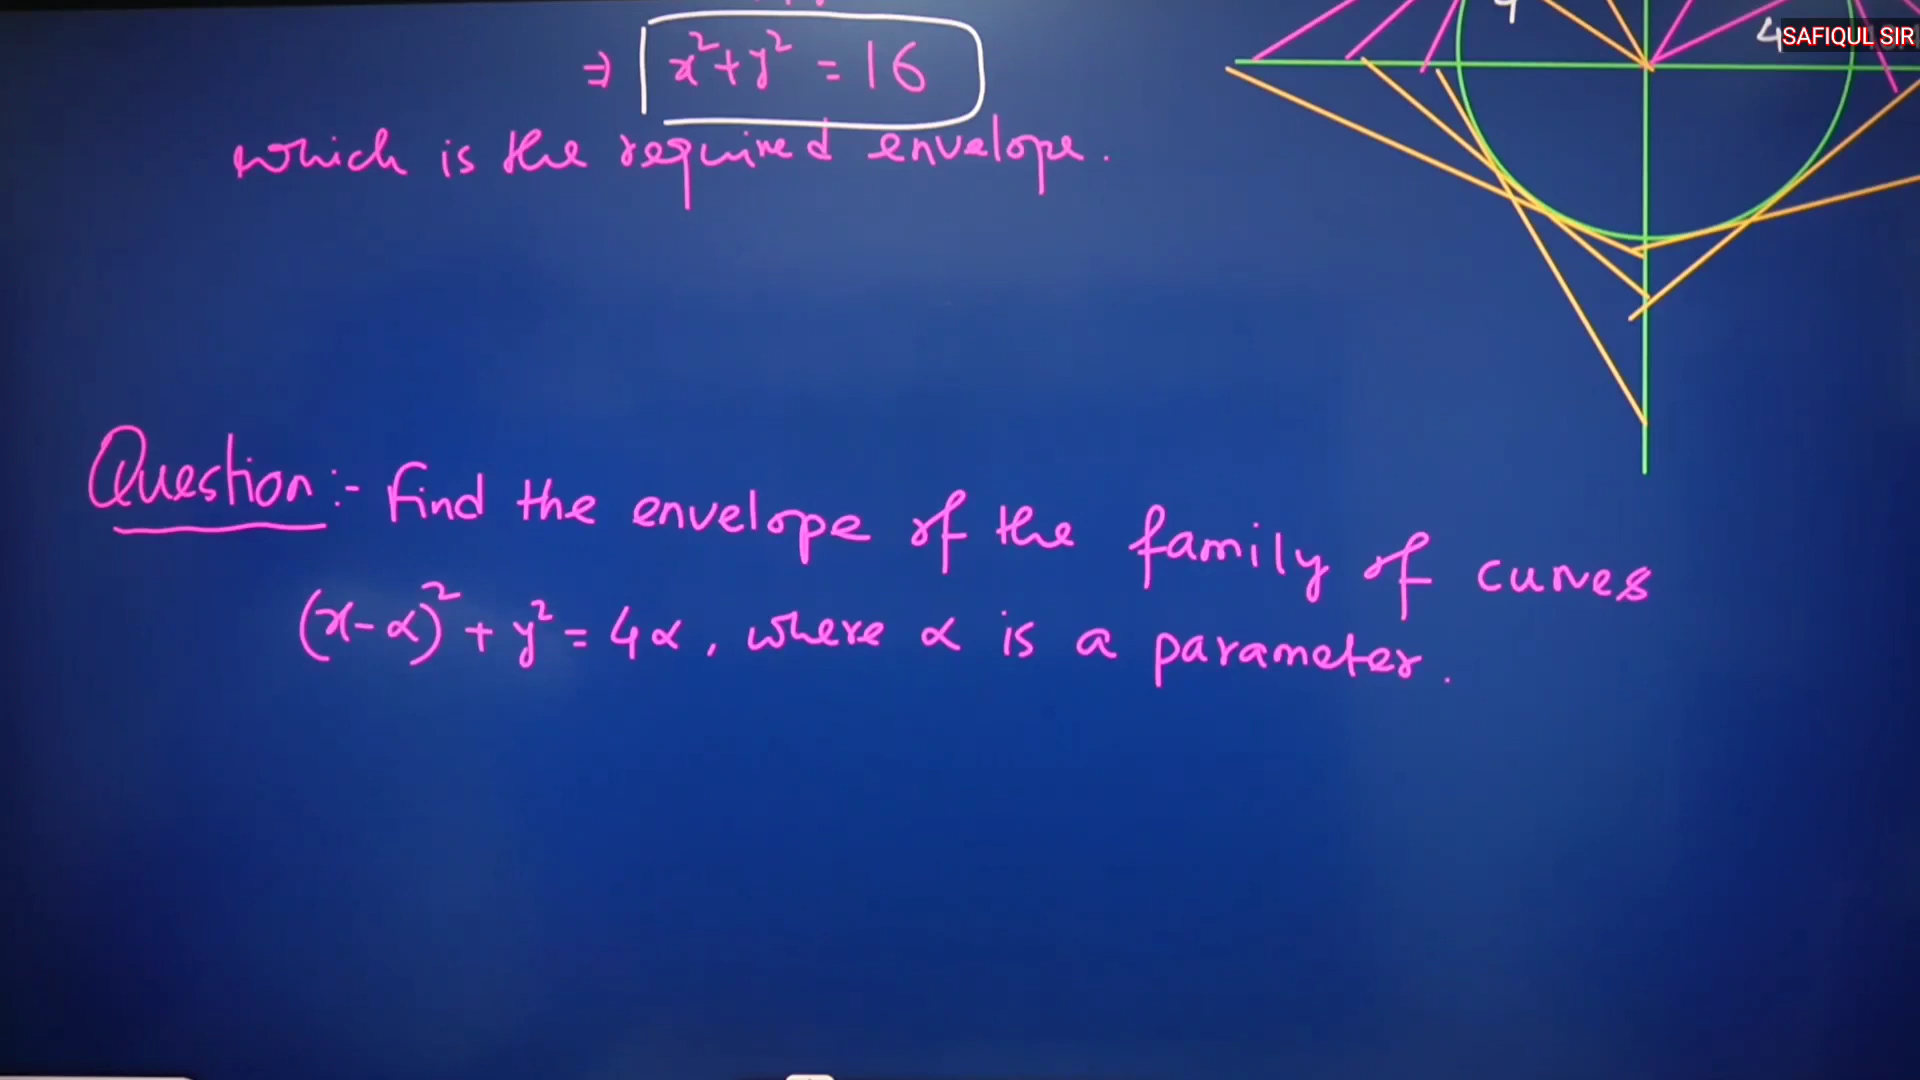 ⇒ x²+y² = 16
4 SAFIQUL SIR
which is the required envelope.
Question:- Find the envelope of the family of curves
(x-α)² + y² = 4α, where α is a parameter.